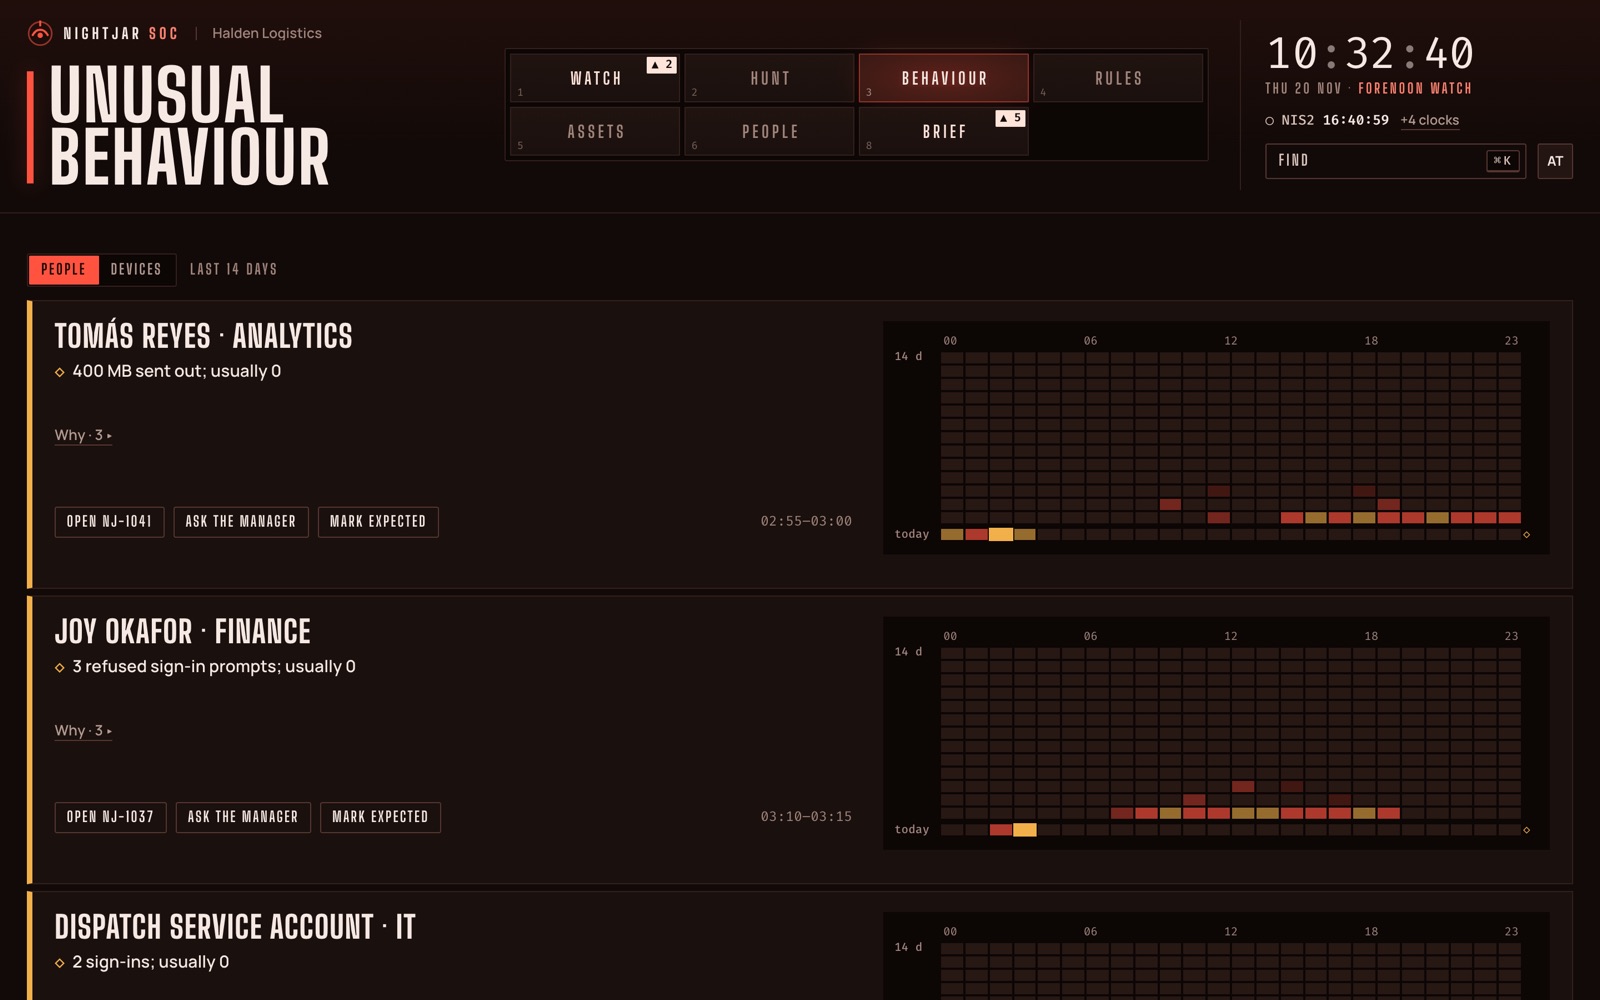 NIGHTJAR SOC | Halden Logistics
UNUSUAL
BEHAVIOUR
WATCH ▲ 2
1
HUNT
2
BEHAVIOUR
3
RULES
4
ASSETS
5
PEOPLE
6
BRIEF ▲ 5
8
10:32:40
THU 20 NOV · FORENOON WATCH
○ NIS2 16:40:59 +4 clocks
FIND ⌘K
AT
PEOPLE DEVICES LAST 14 DAYS
TOMÁS REYES · ANALYTICS
◇ 400 MB sent out; usually 0
Why · 3 ▸
OPEN NJ-1041 ASK THE MANAGER MARK EXPECTED 02:55–03:00
00 06 12 18 23
14 d
today ◇
JOY OKAFOR · FINANCE
◇ 3 refused sign-in prompts; usually 0
Why · 3 ▸
OPEN NJ-1037 ASK THE MANAGER MARK EXPECTED 03:10–03:15
00 06 12 18 23
14 d
today ◇
DISPATCH SERVICE ACCOUNT · IT
◇ 2 sign-ins; usually 0
00 06 12 18 23
14 d